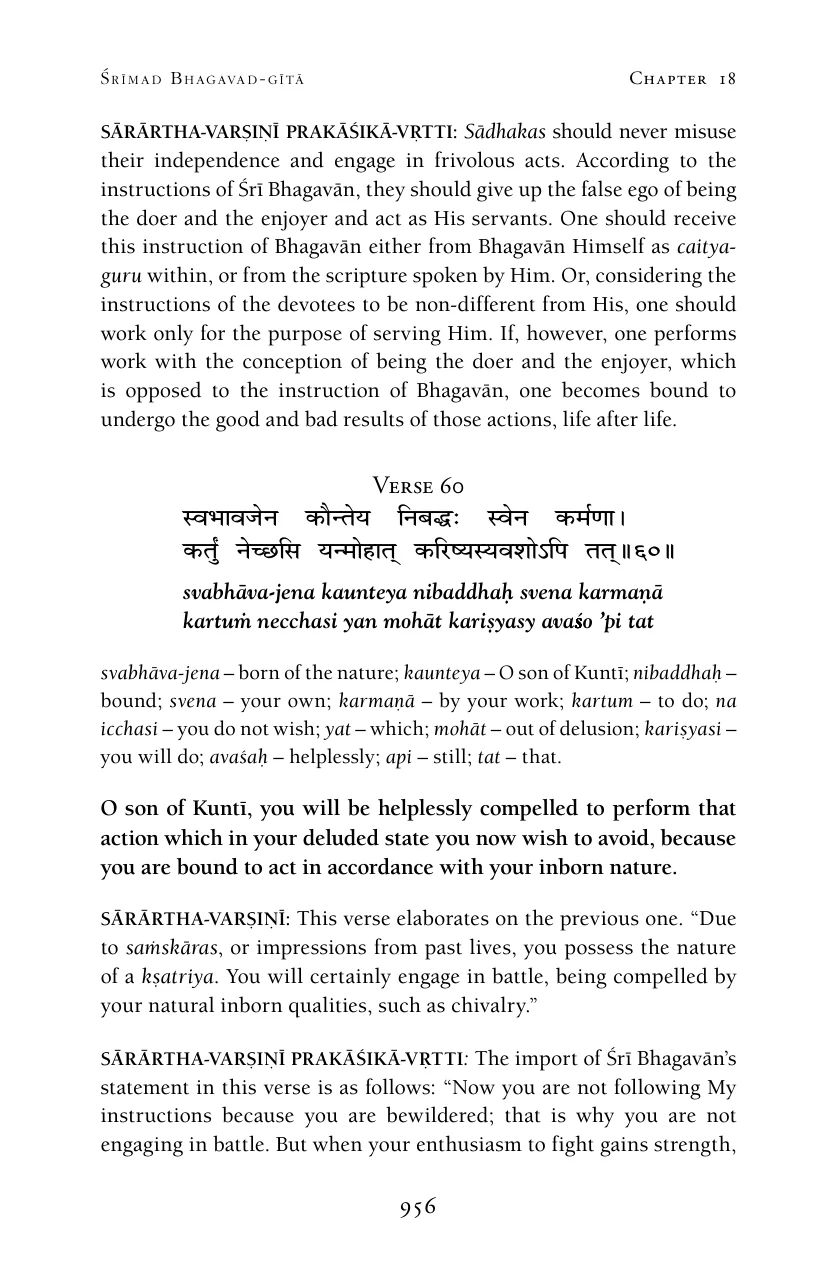 Śrīmad Bhagavad-gītā Chapter 18
SĀRĀRTHA-VARṢIṆĪ PRAKĀŚIKĀ-VṚTTI: Sādhakas should never misuse
their independence and engage in frivolous acts. According to the
instructions of Śrī Bhagavān, they should give up the false ego of being
the doer and the enjoyer and act as His servants. One should receive
this instruction of Bhagavān either from Bhagavān Himself as caitya-
guru within, or from the scripture spoken by Him. Or, considering the
instructions of the devotees to be non-different from His, one should
work only for the purpose of serving Him. If, however, one performs
work with the conception of being the doer and the enjoyer, which
is opposed to the instruction of Bhagavān, one becomes bound to
undergo the good and bad results of those actions, life after life.
Verse 60
स्वभावजेन कौन्तेय निबद्धः स्वेन कर्मणा।
कर्तुं नेच्छसि यन्मोहात् करिष्यस्यवशोऽपि तत्॥६०॥
svabhāva-jena kaunteya nibaddhaḥ svena karmaṇā
kartuṁ necchasi yan mohāt kariṣyasy avaśo ’pi tat
svabhāva-jena – born of the nature; kaunteya – O son of Kuntī; nibaddhaḥ –
bound; svena – your own; karmaṇā – by your work; kartum – to do; na
icchasi – you do not wish; yat – which; mohāt – out of delusion; kariṣyasi –
you will do; avaśaḥ – helplessly; api – still; tat – that.
O son of Kuntī, you will be helplessly compelled to perform that
action which in your deluded state you now wish to avoid, because
you are bound to act in accordance with your inborn nature.
SĀRĀRTHA-VARṢIṆĪ: This verse elaborates on the previous one. “Due
to saṁskāras, or impressions from past lives, you possess the nature
of a kṣatriya. You will certainly engage in battle, being compelled by
your natural inborn qualities, such as chivalry.”
SĀRĀRTHA-VARṢIṆĪ PRAKĀŚIKĀ-VṚTTI: The import of Śrī Bhagavān’s
statement in this verse is as follows: “Now you are not following My
instructions because you are bewildered; that is why you are not
engaging in battle. But when your enthusiasm to fight gains strength,
956